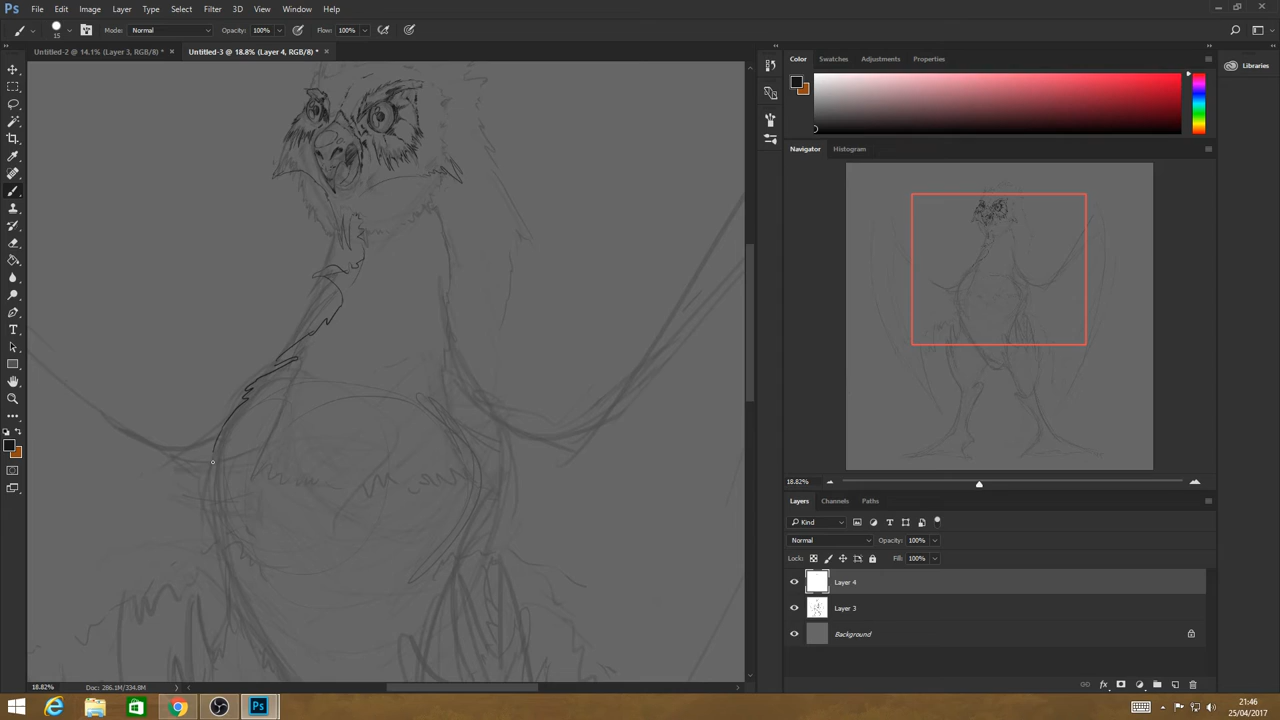 File Edit Image Layer Type Select Filter 3D View Window Help
15 Mode: Normal Opacity: 100% Flow: 100%
Untitled-2 @ 14.1% (Layer 3, RGB/8) * Untitled-3 @ 18.8% (Layer 4, RGB/8) *
Color Swatches Adjustments Properties
Libraries
Navigator Histogram
18.82%
Layers Channels Paths
Kind
Normal Opacity: 100%
Lock: Fill: 100%
Layer 4
Layer 3
Background
18.82% Doc: 286.1M/334.8M
Ps
21:46
25/04/2017